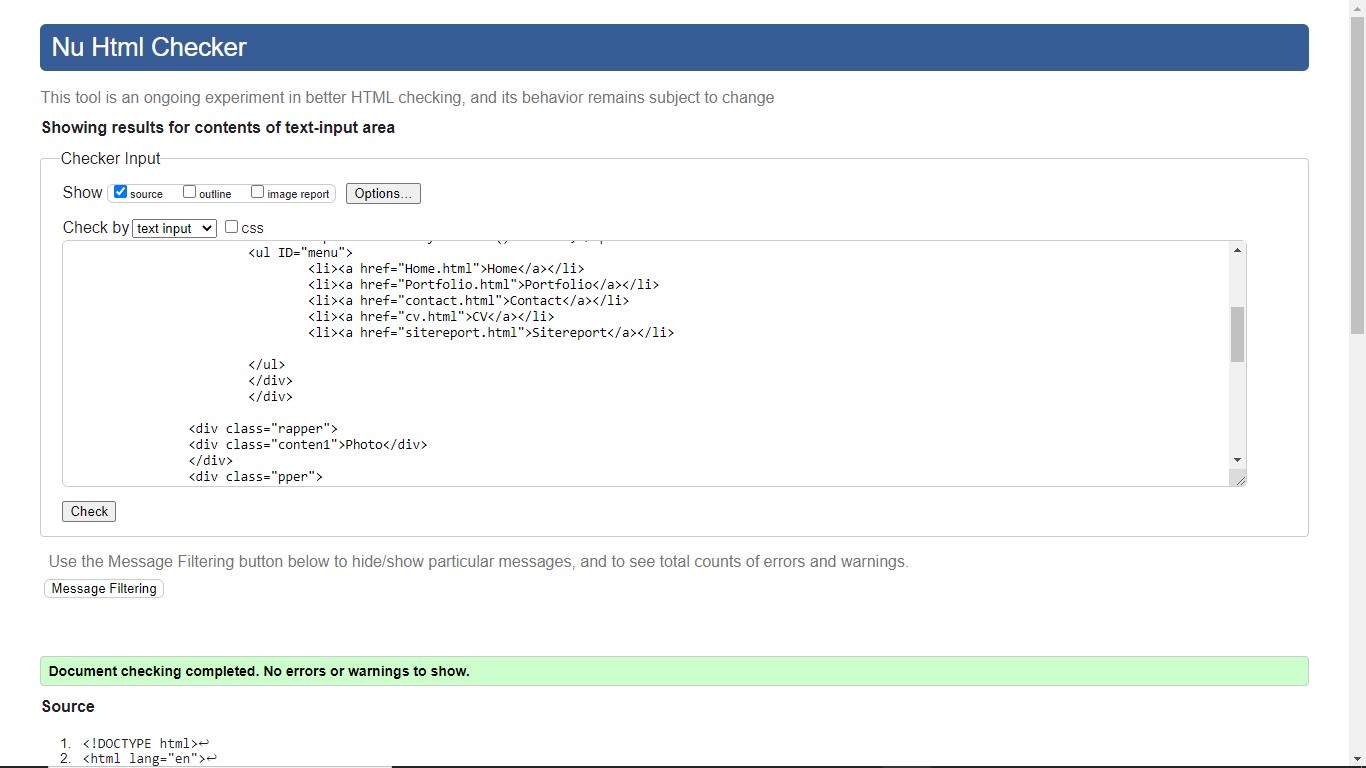 Nu Html Checker
This tool is an ongoing experiment in better HTML checking, and its behavior remains subject to change
Showing results for contents of text-input area
Checker Input
Show source outline image report Options...
Check by text input css
<ul ID="menu">
<li><a href="Home.html">Home</a></li>
<li><a href="Portfolio.html">Portfolio</a></li>
<li><a href="contact.html">Contact</a></li>
<li><a href="cv.html">CV</a></li>
<li><a href="sitereport.html">Sitereport</a></li>
</ul>
</div>
</div>
<div class="rapper">
<div class="conten1">Photo</div>
</div>
<div class="pper">
Check
Use the Message Filtering button below to hide/show particular messages, and to see total counts of errors and warnings.
Message Filtering
Document checking completed. No errors or warnings to show.
Source
1. <!DOCTYPE html>↩
2. <html lang="en">↩